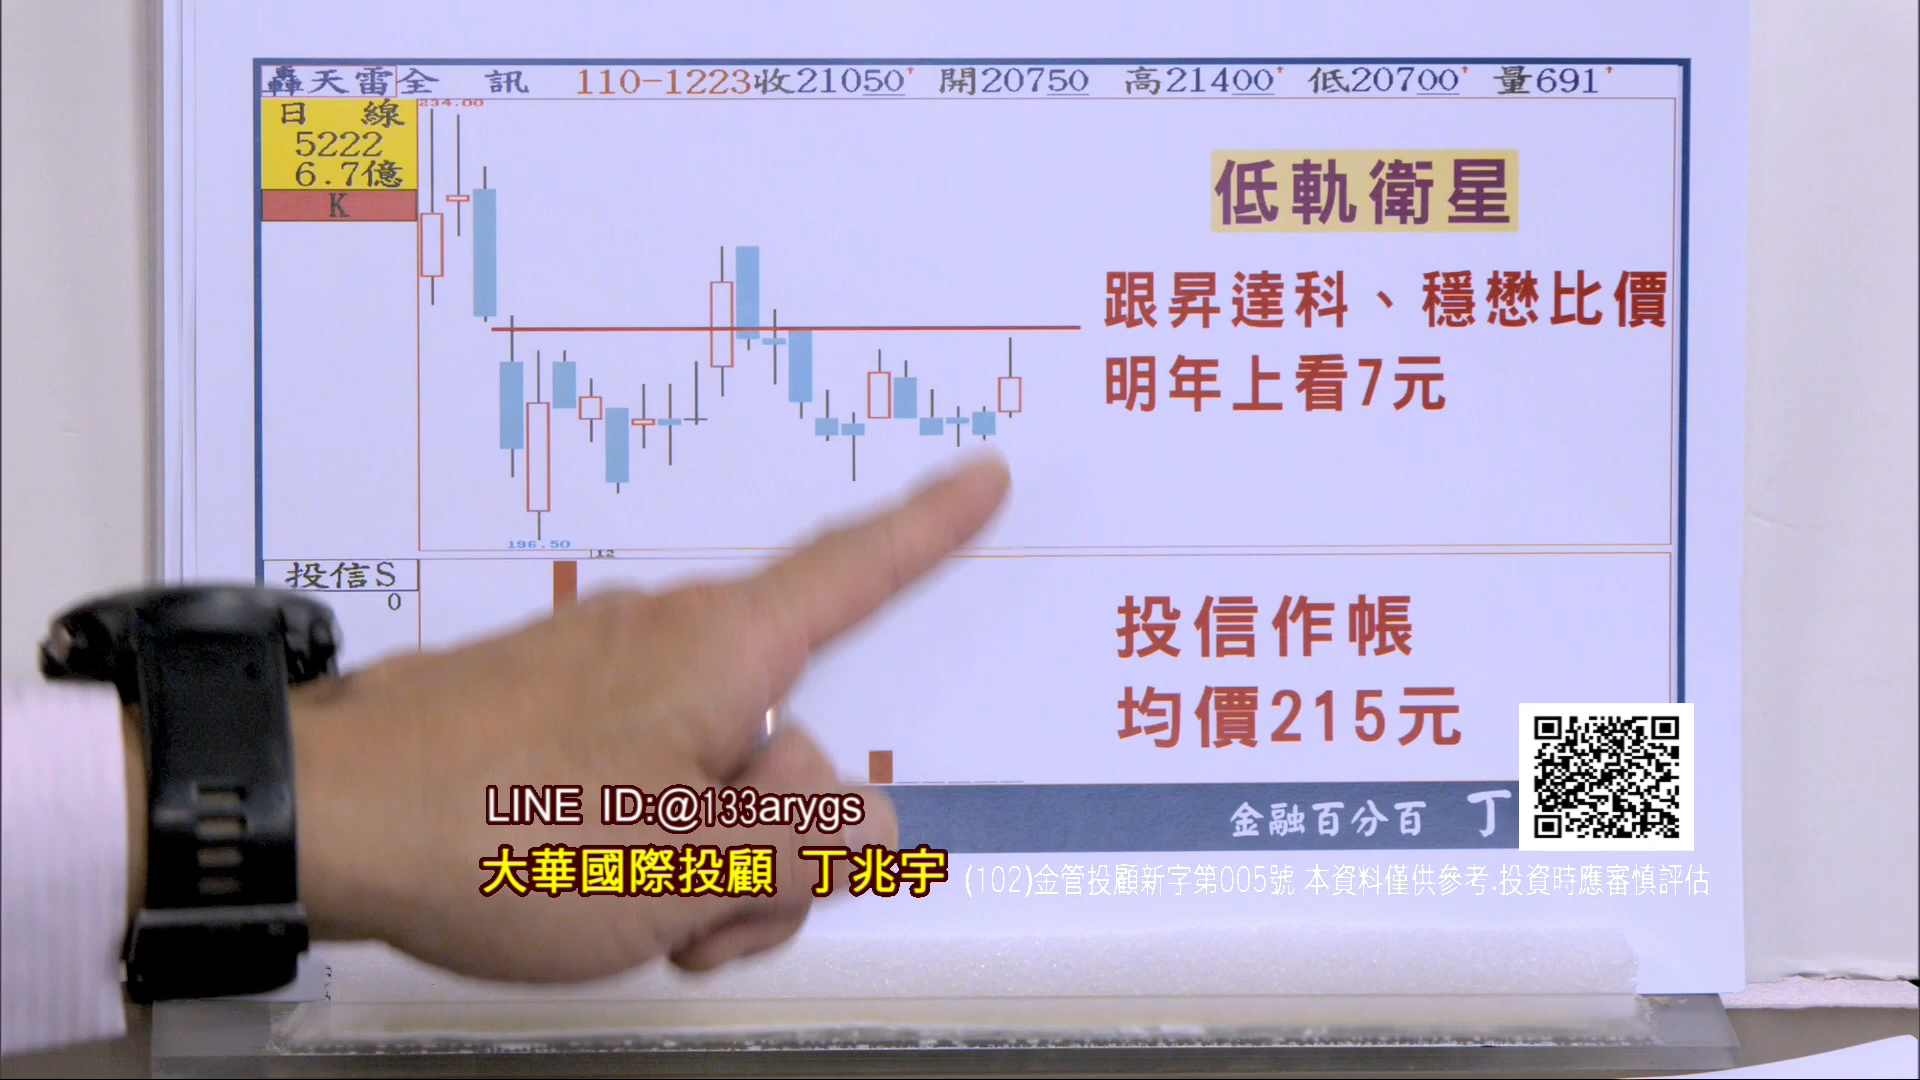 轟天雷全 訊 110-1223收21050↑ 開20750 高21400↑ 低20700↑ 量691↑
日 線
5222
6.7億
K
234.00
低軌衛星
跟昇達科、穩懋比價
明年上看7元
196.50
12
投信S
0
投信作帳
均價215元
金融百分百 丁
LINE ID:@133arygs
大華國際投顧 丁兆宇
(102)金管投顧新字第005號 本資料僅供參考.投資時應審慎評估